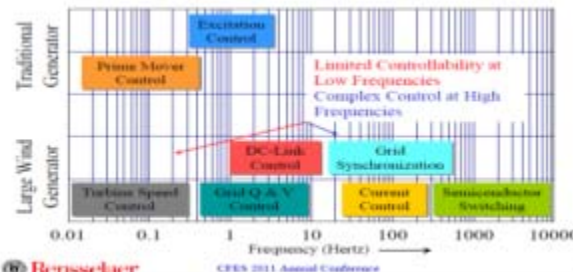 Traditional
Generator
Excitation
Control
Prime Mover
Control
Limited Controllability at
Low Frequencies
Complex Control at High
Frequencies
Large Wind
Generator
DC-Link
Control
Grid
Synchronization
Turbine Speed
Control
Grid Q & V
Control
Current
Control
Semiconductor
Switching
0.01 0.1 1 10 100 1000 10000
Frequency (Hertz)
Rensselaer
CFES 2011 Annual Conference